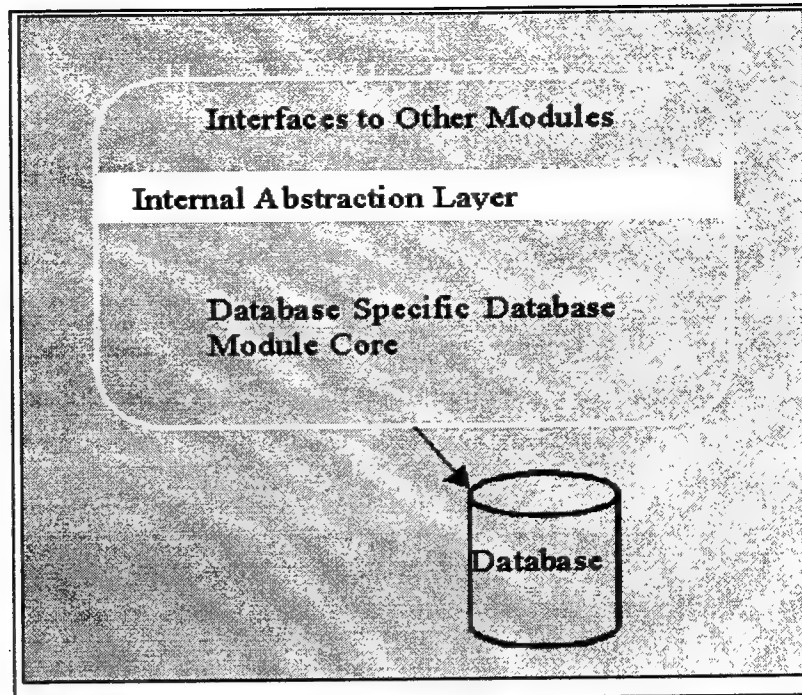 Interfaces to Other Modules
Internal Abstraction Layer
Database Specific Database
Module Core
Database